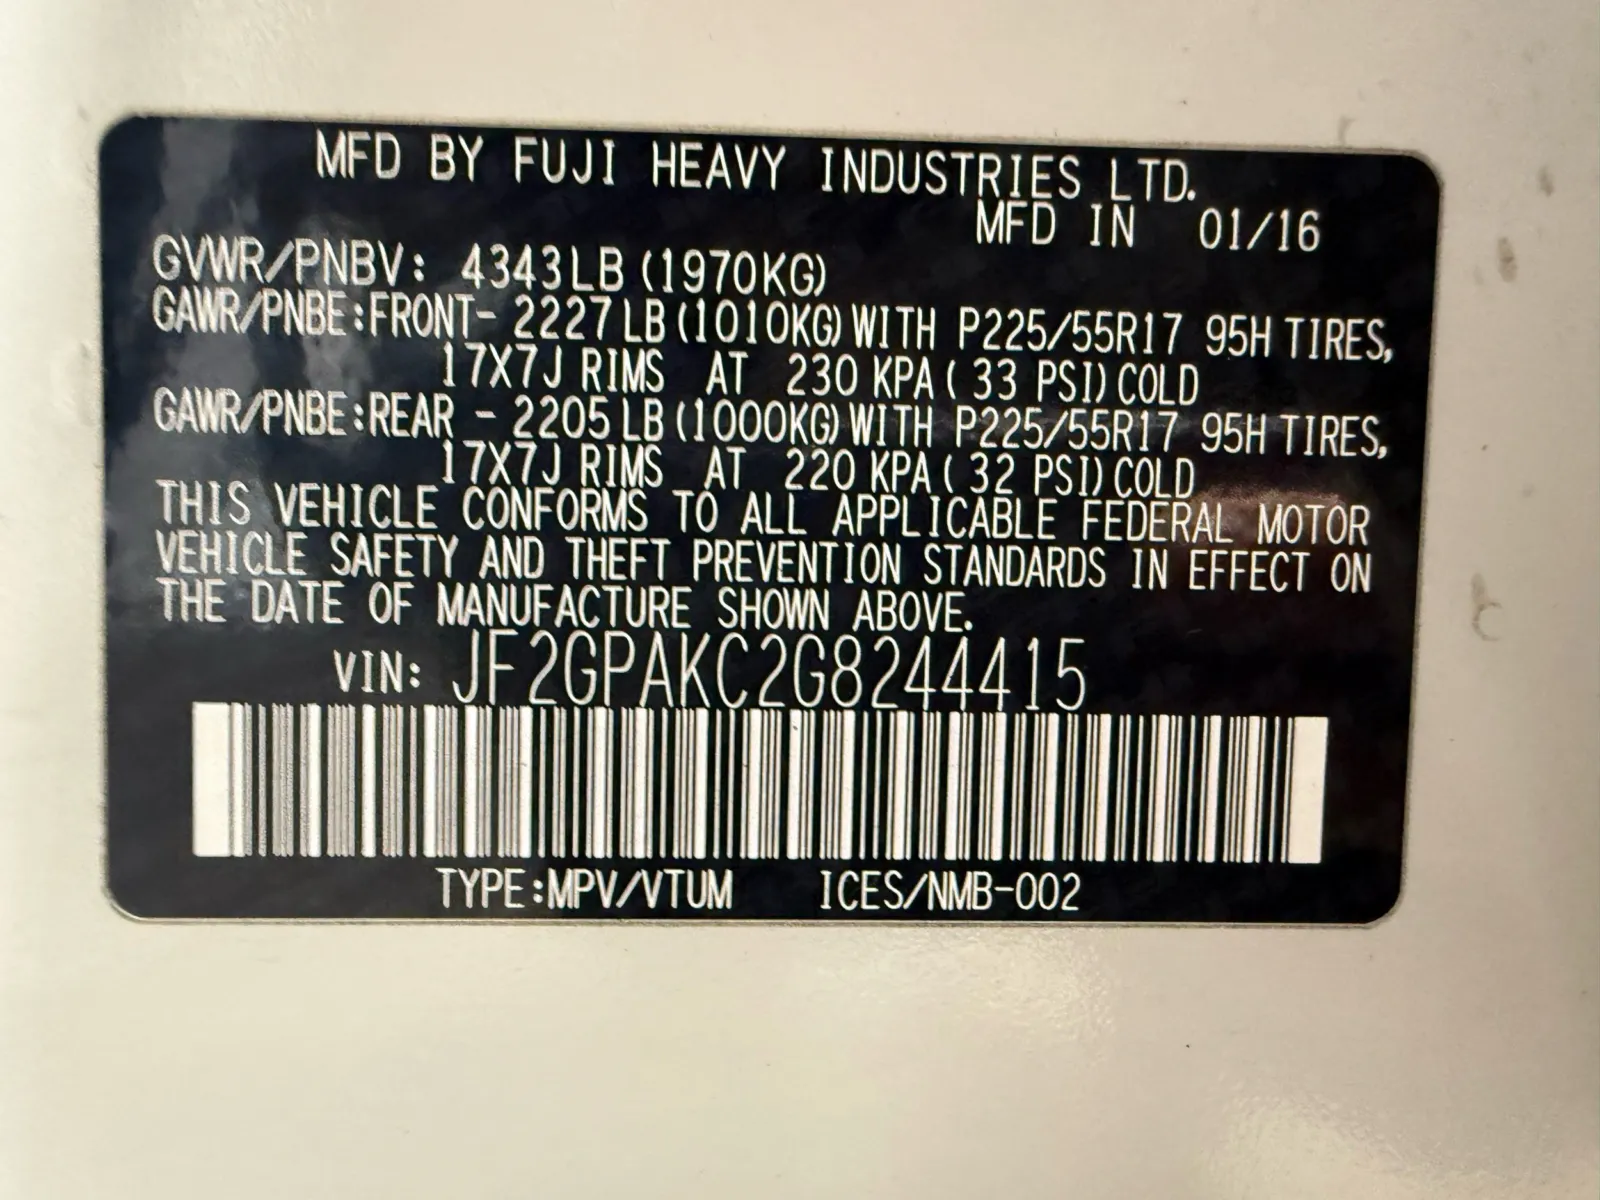 MFD BY FUJI HEAVY INDUSTRIES LTD.
MFD IN 01/16
GVWR/PNBV: 4343LB (1970KG)
GAWR/PNBE:FRONT- 2227LB (1010KG) WITH P225/55R17 95H TIRES,
17X7J RIMS AT 230 KPA ( 33 PSI) COLD
GAWR/PNBE:REAR - 2205LB (1000KG) WITH P225/55R17 95H TIRES,
17X7J RIMS AT 220 KPA ( 32 PSI) COLD
THIS VEHICLE CONFORMS TO ALL APPLICABLE FEDERAL MOTOR
VEHICLE SAFETY AND THEFT PREVENTION STANDARDS IN EFFECT ON
THE DATE OF MANUFACTURE SHOWN ABOVE.
VIN: JF2GPAKC2G8244415
TYPE:MPV/VTUM ICES/NMB-002